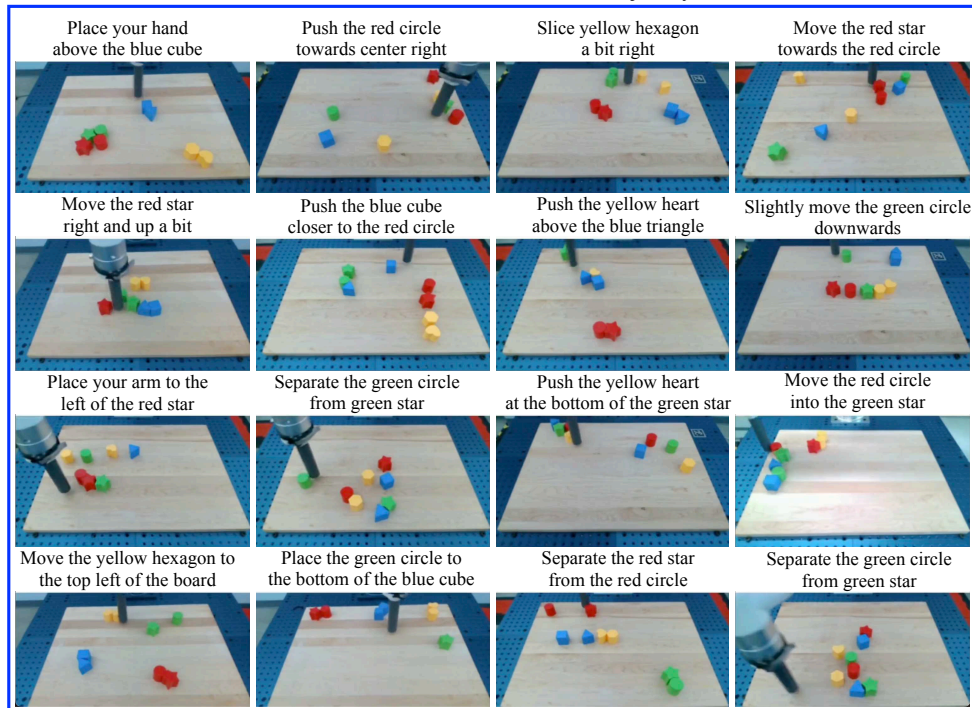 Place your hand
above the blue cube
Push the red circle
towards center right
Slice yellow hexagon
a bit right
Move the red star
towards the red circle
Move the red star
right and up a bit
Push the blue cube
closer to the red circle
Push the yellow heart
above the blue triangle
Slightly move the green circle
downwards
Place your arm to the
left of the red star
Separate the green circle
from green star
Push the yellow heart
at the bottom of the green star
Move the red circle
into the green star
Move the yellow hexagon to
the top left of the board
Place the green circle to
the bottom of the blue cube
Separate the red star
from the red circle
Separate the green circle
from green star